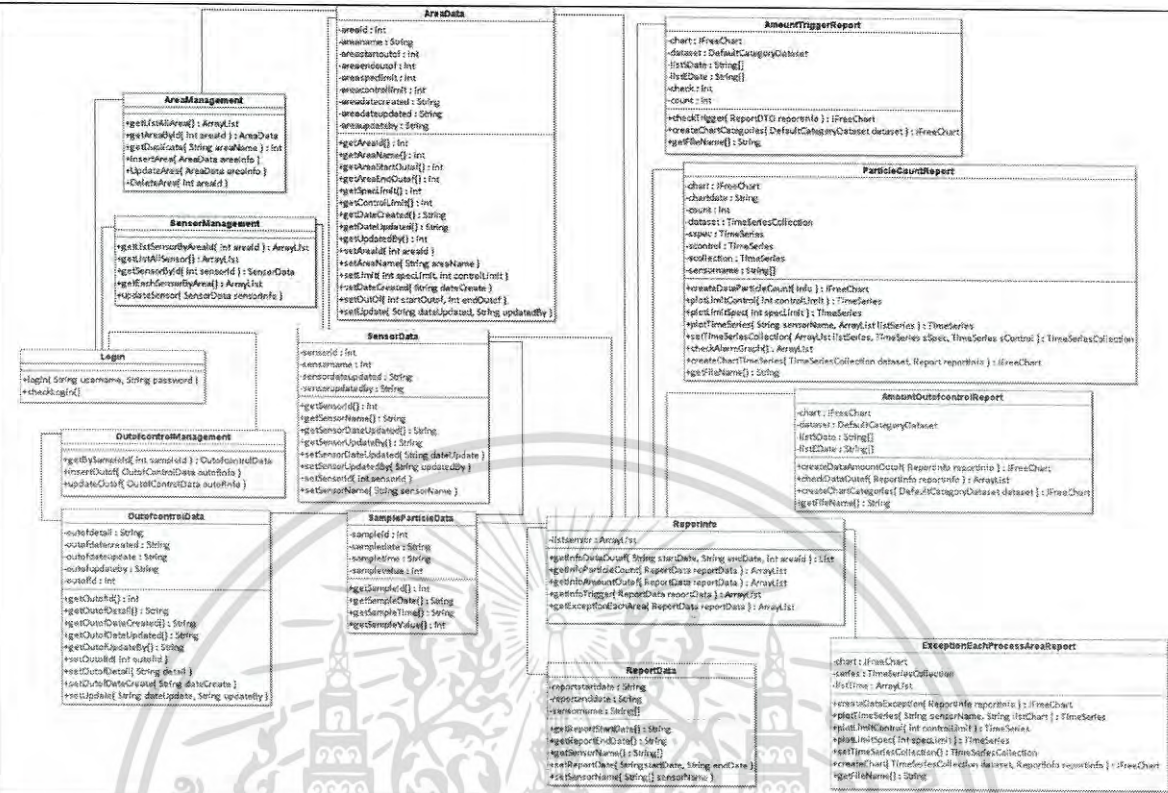 AreaData
-areaid : int
-areaname : String
-areastartoutof : int
-areaendoutof : int
-areaspeclimit : int
-areacontrollimit : int
-areadatecreated : String
-areadateupdated : String
-areaupdateby : String
+getAreaId() : int
+getAreaName() : int
+getAreaStartOutof() : int
+getAreaEndOutof() : int
+getSpecLimit() : int
+getControlLimit() : int
+getDateCreated() : String
+getDateUpdated() : String
+getUpdatedBy() : int
+setAreaId( int areaId )
+setAreaName( String areaName )
+setLimit( int specLimit, int controlLimit )
+setDateCreated( String dateCreate )
+setOutOf( int startOutof, int endOutof )
+setUpdate( String dateUpdated, String updatedBy )
AreaManagement
+getListAllArea() : ArrayList
+getAreaById( int areaId ) : AreaData
+getDuplicate( String areaName ) : int
+insertArea( AreaData areaInfo )
+UpdateArea( AreaData areaInfo )
+DeleteArea( int areaId )
SensorManagement
+getListSensorByAreaId( int areaId ) : ArrayList
+getListAllSensor() : ArrayList
+getSensorById( int sensorId ) : SensorData
+getEachSensorByArea() : ArrayList
+updateSensor( SensorData sensorInfo )
Login
+login( String username, String password )
+checkLogin()
SensorData
-sensorid : int
-sensorname : int
-sensordateupdated : String
-sensorupdatedby : String
+getSensorId() : int
+getSensorName() : String
+getSensorDateUpdated() : String
+getSensorUpdateBy() : String
+setSensorDateUpdated( String dateUpdate )
+setSensorUpdatedBy( String updatedBy )
+setSensorId( int sensorId )
+setSensorName( String sensorName )
OutofcontrolManagement
+getBySampleId( int sampleId ) : OutofcontrolData
+insertOutof( OutofControlData outofInfo )
+updateOutof( OutofControlData outofInfo )
OutofcontrolData
-outofdetail : String
-outofdatecreated : String
-outofdateupdate : String
-outofupdateby : String
-outofid : int
+getOutofId() : int
+getOutofDetail() : String
+getOutofDateCreated() : String
+getOutofDateUpdated() : String
+getOutofUpdateBy() : String
+setOutofId( int outofId )
+setOutofDetail( String detail )
+setOutofDateCreate( String dateCreate )
+setUpdate( String dateUpdate, String updateBy )
SampleParticleData
-sampleid : int
-sampledate : String
-sampletime : String
-samplevalue : int
+getSampleId() : int
+getSampleDate() : String
+getSampleTime() : String
+getSampleValue() : int
AmountTriggerReport
-chart : JFreeChart
-dataset : DefaultCategoryDataset
-listSDate : String[]
-listEDate : String[]
-check : int
-count : int
+checkTrigger( ReportDTO reportInfo ) : JFreeChart
+createChartCategories( DefaultCategoryDataset dataset ) : JFreeChart
+getFileName() : String
ParticleCountReport
-chart : JFreeChart
-chartdate : String
-count : int
-dataset : TimeSeriesCollection
-sspec : TimeSeries
-scontrol : TimeSeries
-scollection : TimeSeries
-sensorname : String[]
+createDataParticleCount( info ) : JFreeChart
+plotLimitControl( int controlLimit ) : TimeSeries
+plotLimitSpec( int specLimit ) : TimeSeries
+plotTimeSeries( String sensorName, ArrayList listSeries ) : TimeSeries
+setTimeSeriesCollection( ArrayList listSeries, TimeSeries sSpec, TimeSeries sControl ) : TimeSeriesCollection
+checkAlarmGraph() : ArrayList
+createChartTimeSeries( TimeSeriesCollection dataset, Report reportInfo ) : JFreeChart
+getFileName() : String
AmountOutofcontrolReport
-chart : JFreeChart
-dataset : DefaultCategoryDataset
-listSDate : String[]
-listEDate : String[]
+createDataAmountOutof( ReportInfo reportInfo ) : JFreeChart
+checkDataOutof( ReportInfo reportInfo ) : ArrayList
+createChartCategories( DefaultCategoryDataset dataset ) : JFreeChart
+getFileName() : String
ReportInfo
-listsensor : ArrayList
+getInfoDataOutof( String startDate, String endDate, int areaId ) : List
+getInfoParticleCount( ReportData reportData ) : ArrayList
+getInfoAmountOutof( ReportData reportData ) : ArrayList
+getInfoTrigger( ReportData reportData ) : ArrayList
+getExceptionEachArea( ReportData reportData ) : ArrayList
ReportData
-reportstartdate : String
-reportenddate : String
-sensorname : String[]
+getReportStartDate() : String
+getReportEndDate() : String
+getSensorName() : String[]
+setReportDate( String startDate, String endDate )
+setSensorName( String[] sensorName )
ExceptionEachProcessAreaReport
-chart : JFreeChart
-series : TimeSeriesCollection
-listTime : ArrayList
+createDataException( ReportInfo reportInfo ) : JFreeChart
+plotTimeSeries( String sensorName, String listChart ) : TimeSeries
+plotLimitControl( int controlLimit ) : TimeSeries
+plotLimitSpec( int specLimit ) : TimeSeries
+setTimeSeriesCollection() : TimeSeriesCollection
+createChart( TimeSeriesCollection dataset, ReportInfo reportInfo ) : JFreeChart
+getFileName() : String